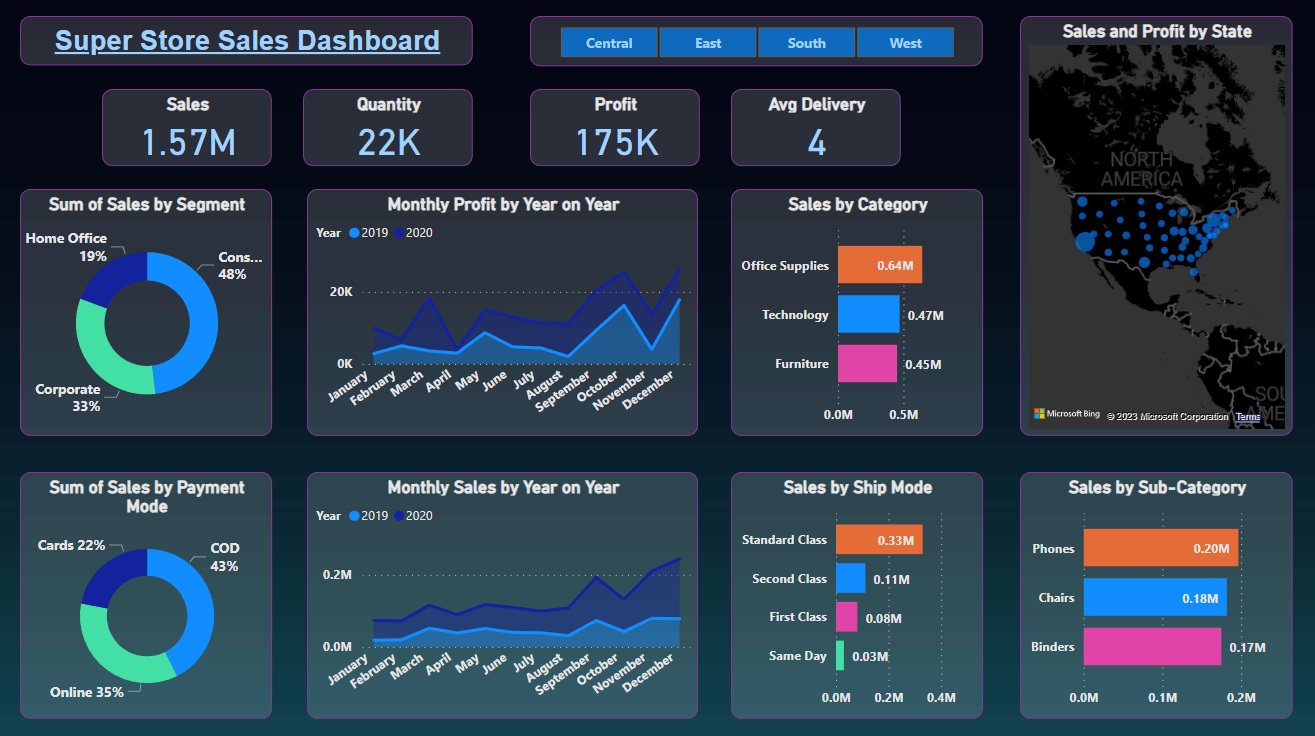 Super Store Sales Dashboard
Central
East
South
West
Sales and Profit by State
Sales
1.57M
Quantity
22K
Profit
175K
Avg Delivery
4
NORTH
AMERICA
SOU
AME
Microsoft Bing
© 2023 Microsoft Corporation Terms
Sum of Sales by Segment
Home Office
19%
Cons...
48%
Corporate
33%
Monthly Profit by Year on Year
Year 2019 2020
20K
0K
January
February
March
April
May
June
July
August
September
October
November
December
Sales by Category
Office Supplies
0.64M
Technology
0.47M
Furniture
0.45M
0.0M
0.5M
Sum of Sales by Payment
Mode
Cards 22%
COD
43%
Online 35%
Monthly Sales by Year on Year
Year 2019 2020
0.2M
0.0M
January
February
March
April
May
June
July
August
September
October
November
December
Sales by Ship Mode
Standard Class
0.33M
Second Class
0.11M
First Class
0.08M
Same Day
0.03M
0.0M
0.2M
0.4M
Sales by Sub-Category
Phones
0.20M
Chairs
0.18M
Binders
0.17M
0.0M
0.1M
0.2M